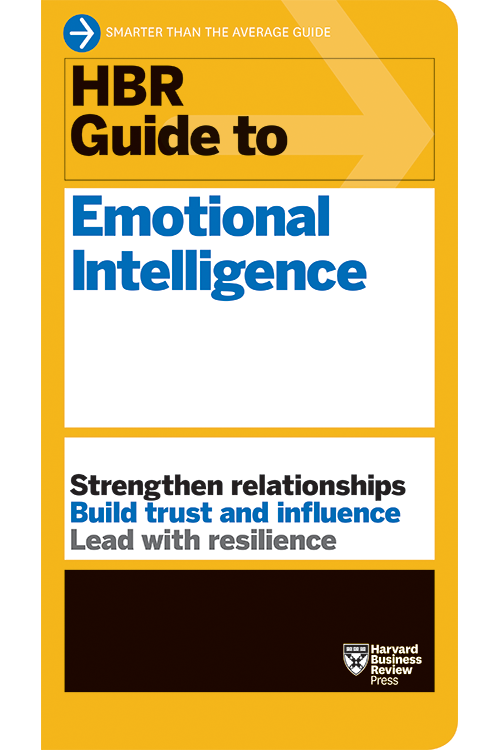 SMARTER THAN THE AVERAGE GUIDE
HBR
Guide to
Emotional
Intelligence
Strengthen relationships
Build trust and influence
Lead with resilience
Harvard
Business
Review
Press